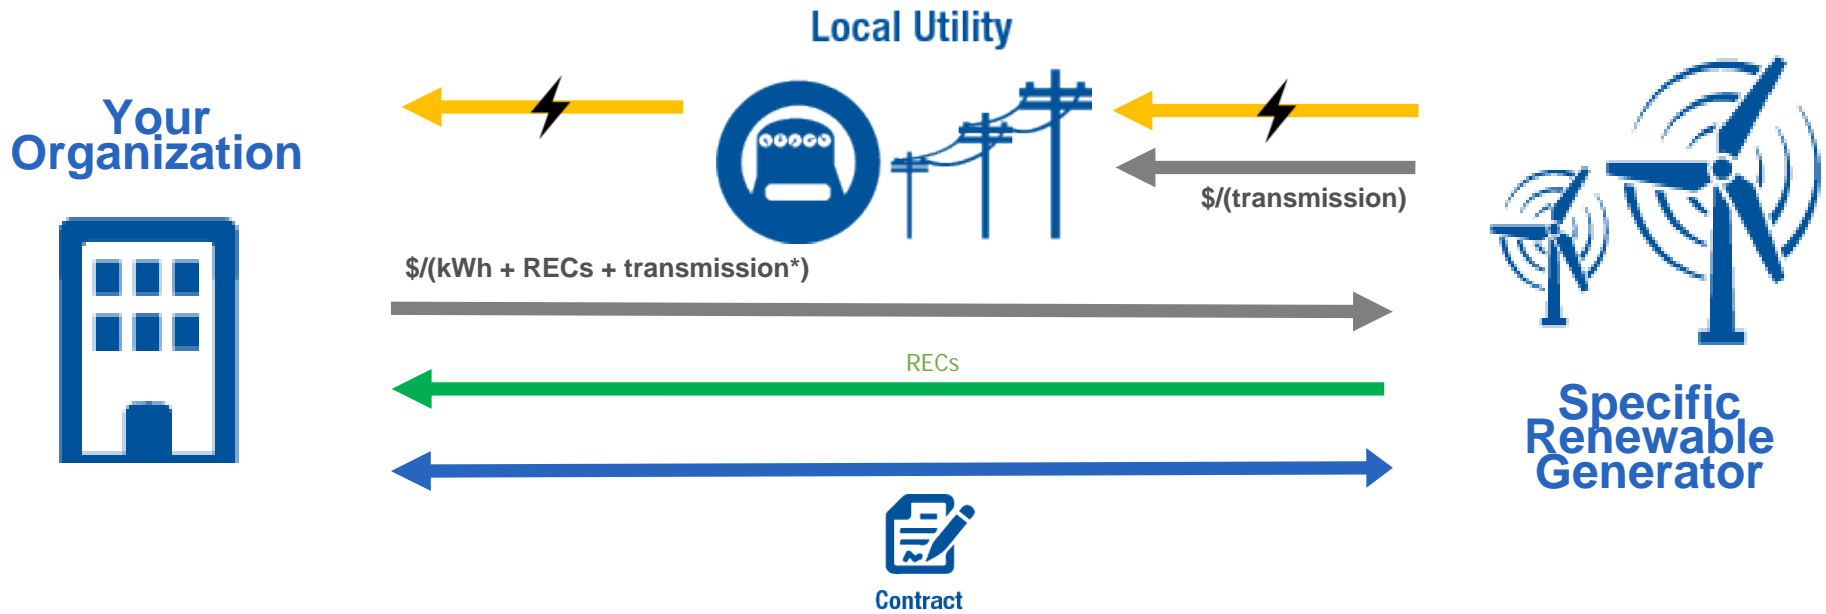 Local Utility
Your
Organization
$/(transmission)
$/(kWh + RECs + transmission*)
RECs
Specific
Renewable
Generator
Contract